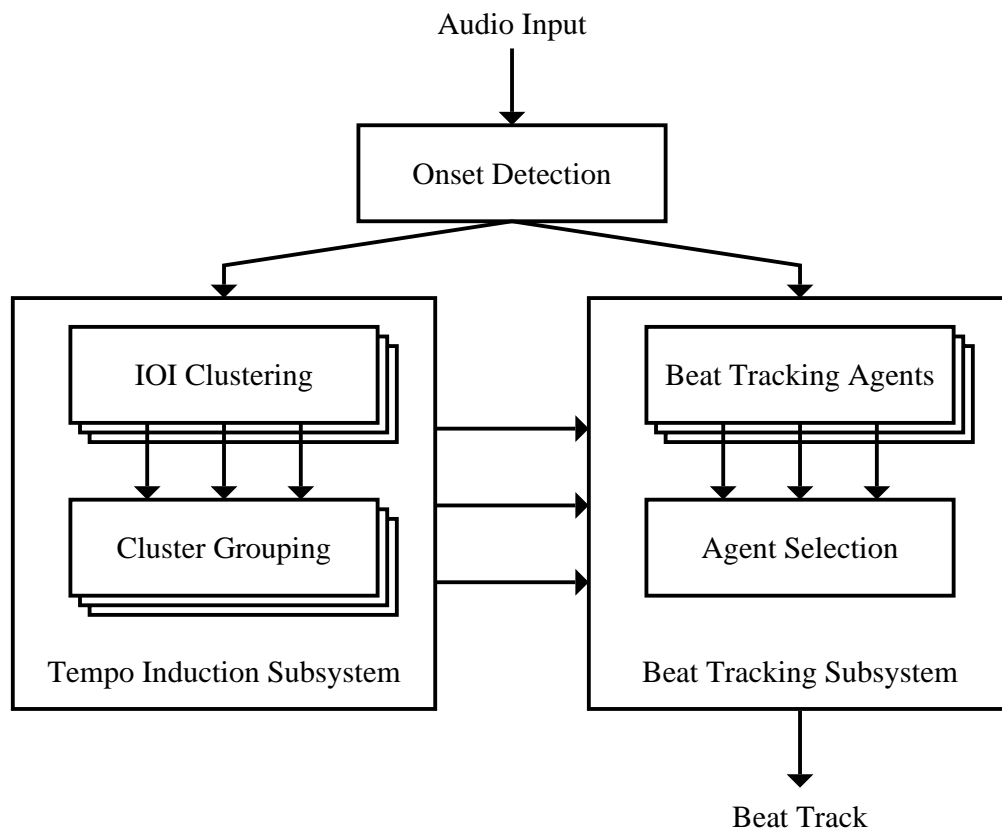 Audio Input
Onset Detection
IOI Clustering
Beat Tracking Agents
Cluster Grouping
Agent Selection
Tempo Induction Subsystem
Beat Tracking Subsystem
Beat Track